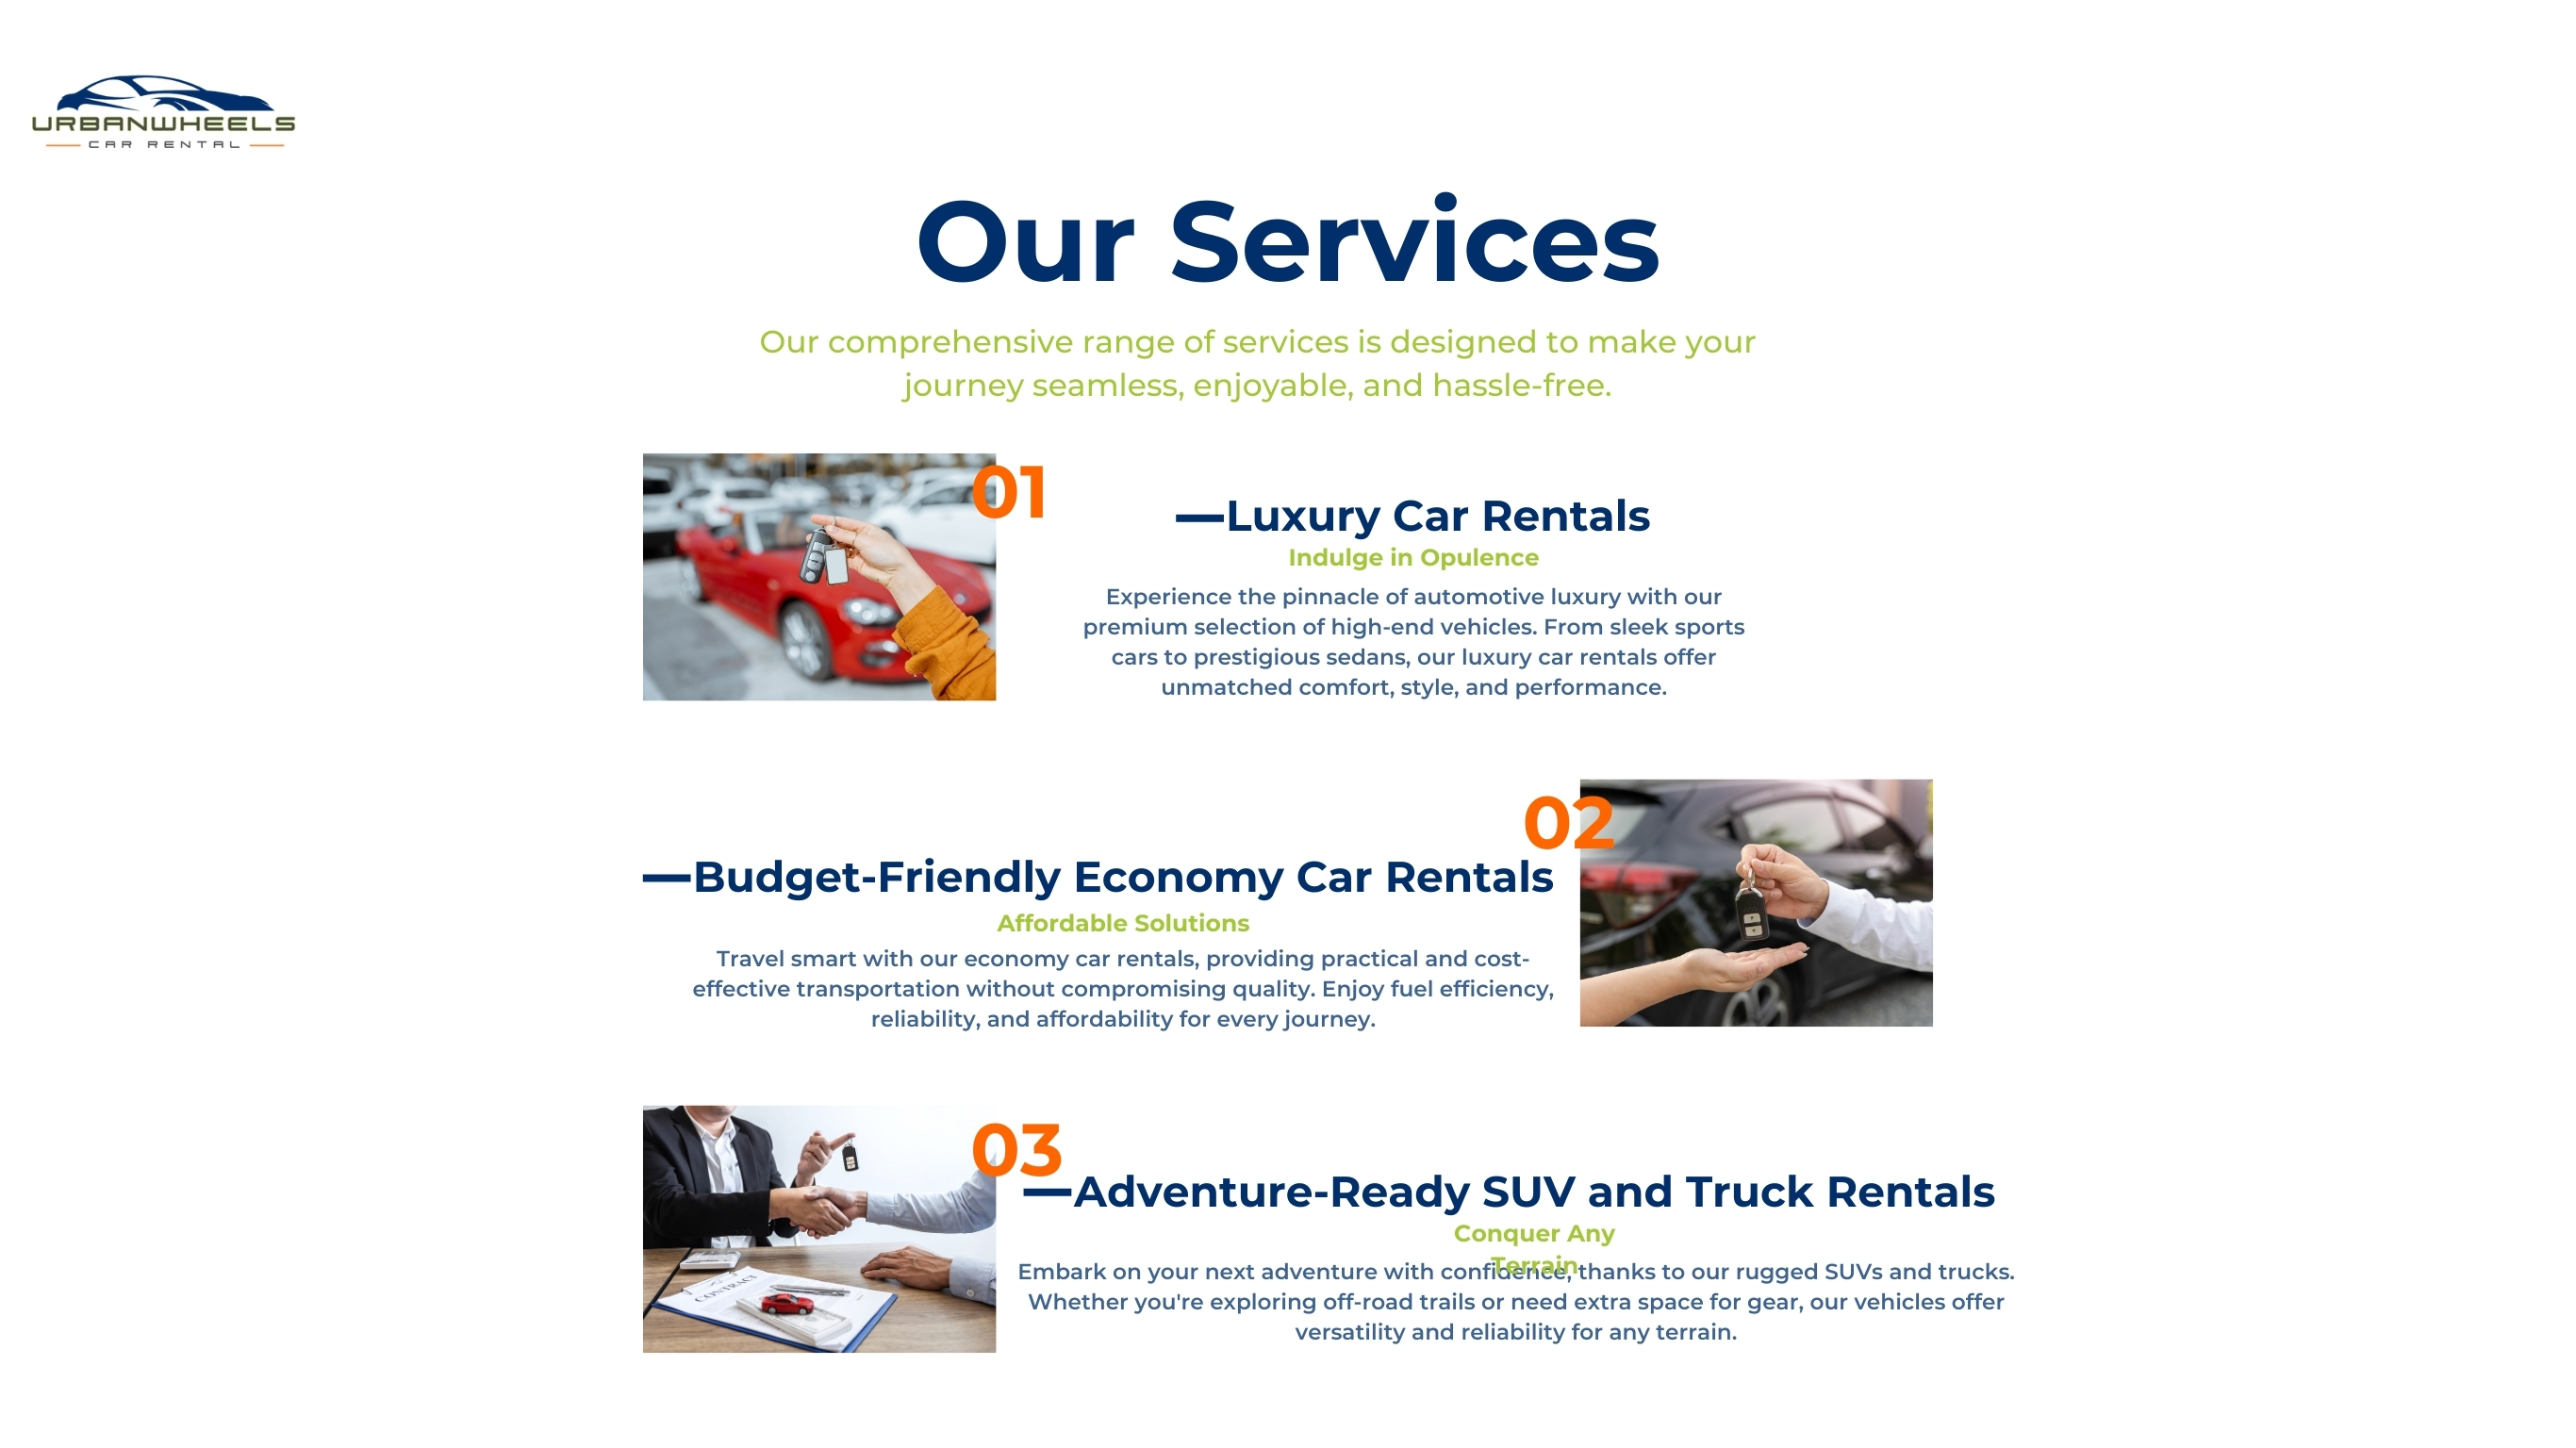 URBANWHEELS
CAR RENTAL
Our Services
Our comprehensive range of services is designed to make your
journey seamless, enjoyable, and hassle-free.
01
—Luxury Car Rentals
Indulge in Opulence
Experience the pinnacle of automotive luxury with our
premium selection of high-end vehicles. From sleek sports
cars to prestigious sedans, our luxury car rentals offer
unmatched comfort, style, and performance.
02
—Budget-Friendly Economy Car Rentals
Affordable Solutions
Travel smart with our economy car rentals, providing practical and cost-
effective transportation without compromising quality. Enjoy fuel efficiency,
reliability, and affordability for every journey.
03
—Adventure-Ready SUV and Truck Rentals
Conquer Any
Terrain
Embark on your next adventure with confidence, thanks to our rugged SUVs and trucks.
Whether you're exploring off-road trails or need extra space for gear, our vehicles offer
versatility and reliability for any terrain.
CONTRACT